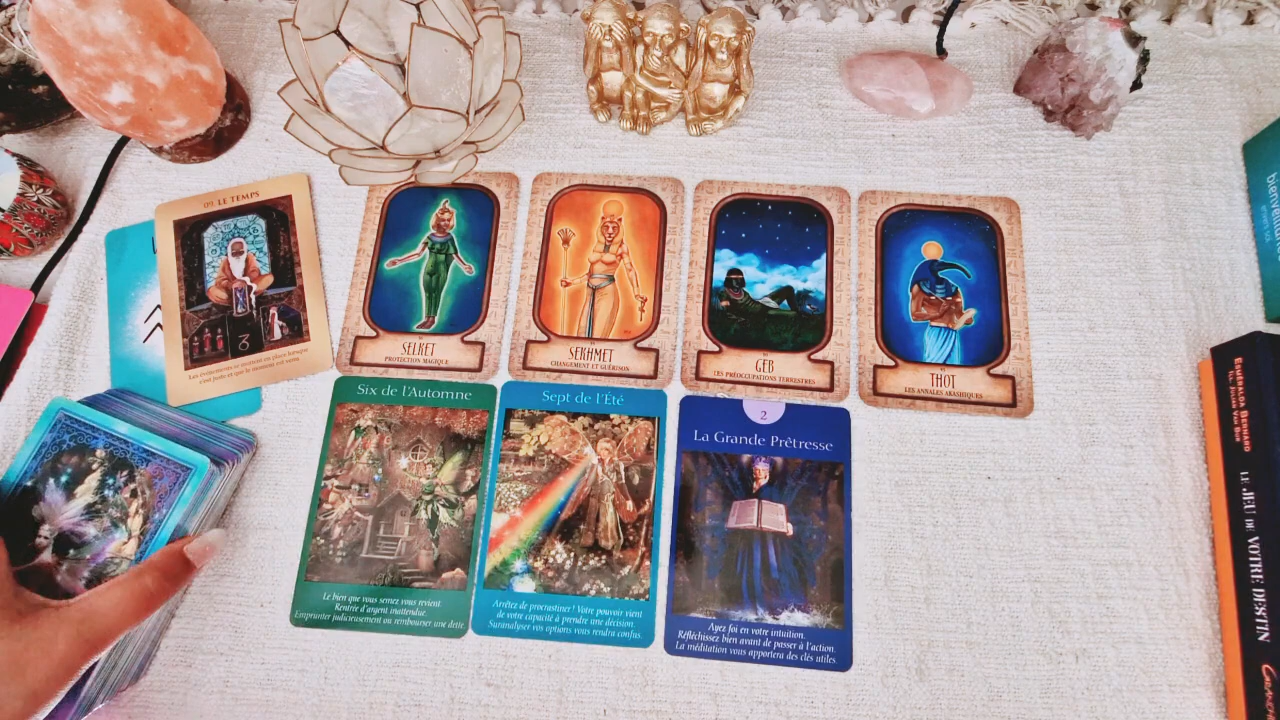 09. LE TEMPS
Les événements se mettent en place lorsque
c'est juste et que le moment est venu.
SELKET
PROTECTION MAGIQUE
SEKHMET
CHANGEMENT ET GUÉRISON
GEB
LES PRÉOCCUPATIONS TERRESTRES
THOT
LES ANNALES AKASHIQUES
Six de l'Automne
Le bien que vous semez vous revient.
Rentrée d'argent inattendue.
Emprunter judicieusement ou rembourser une dette.
Sept de l'Été
Arrêtez de procrastiner! Votre pouvoir vient
de votre capacité à prendre une décision.
Suranalyser vos options vous rendra confus.
2
La Grande Prêtresse
Ayez foi en votre intuition.
Réfléchissez bien avant de passer à l'action.
La méditation vous apportera des clés utiles.
ESMÉRALDA BERNARD
LE JEU DE VOTRE DESTIN